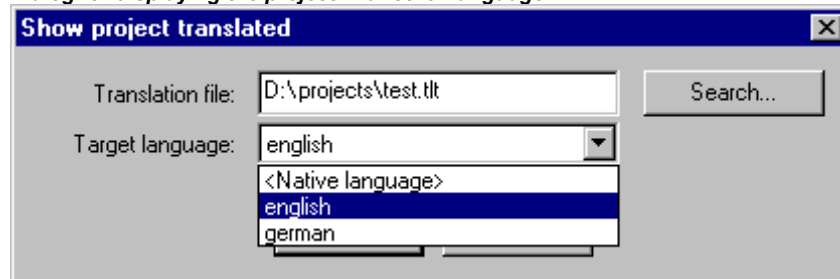 Show project translated
Translation file:
D:\projects\test.tlt
Search...
Target language:
english
<Native language>
english
german